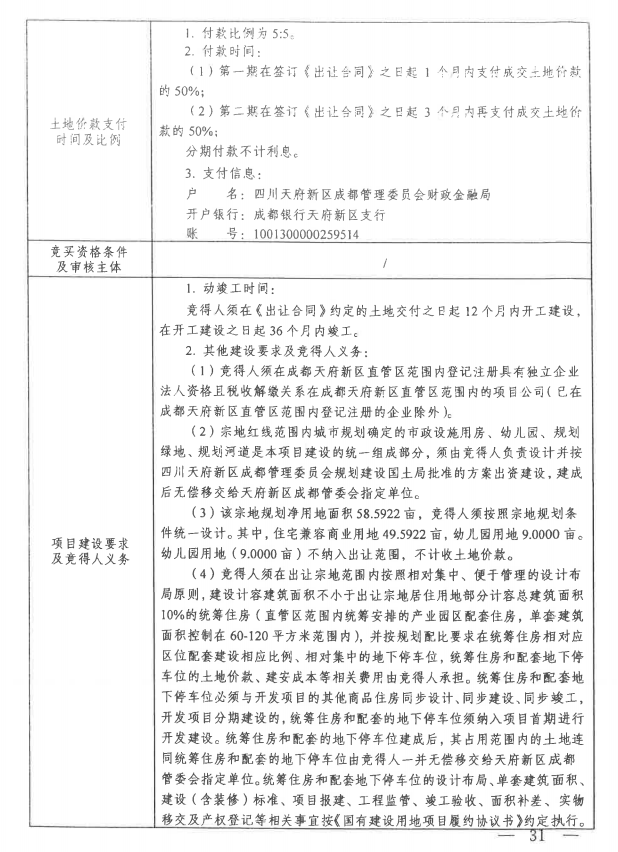 1. 付款比例为 5:5。
2. 付款时间：
（1）第一期在签订《出让合同》之日起 1 个月内支付成交土地价款
的 50%；
（2）第二期在签订《出让合同》之日起 3 个月内再支付成交土地价
款的 50%；
分期付款不计利息。
3. 支付信息：
户 名：四川天府新区成都管理委员会财政金融局
开户银行：成都银行天府新区支行
账 号：1001300000259514
土地价款支付
时间及比例
竞买资格条件
及审核主体
/
1. 动竣工时间：
竞得人须在《出让合同》约定的土地交付之日起 12 个月内开工建设，
在开工建设之日起 36 个月内竣工。
2. 其他建设要求及竞得人义务：
（1）竞得人须在成都天府新区直管区范围内登记注册具有独立企业
法人资格且税收解缴关系在成都天府新区直管区范围内的项目公司（已在
成都天府新区直管区范围内登记注册的企业除外）。
（2）宗地红线范围内城市规划确定的市政设施用房、幼儿园、规划
绿地、规划河道是本项目建设的统一组成部分，须由竞得人负责设计并按
四川天府新区成都管理委员会规划建设国土局批准的方案出资建设，建成
后无偿移交给天府新区成都管委会指定单位。
（3）该宗地规划净用地面积 58.5922 亩，竞得人须按照宗地规划条
件统一设计。其中，住宅兼容商业用地 49.5922 亩，幼儿园用地 9.0000 亩。
幼儿园用地（9.0000 亩）不纳入出让范围，不计收土地价款。
（4）竞得人须在出让宗地范围内按照相对集中、便于管理的设计布
局原则，建设计容建筑面积不小于出让宗地居住用地部分计容总建筑面积
10%的统筹住房（直管区范围内统筹安排的产业园区配套住房，单套建筑
面积控制在 60-120 平方米范围内），并按规划配比要求在统筹住房相对应
区位配套建设相应比例、相对集中的地下停车位，统筹住房和配套地下停
车位的土地价款、建安成本等相关费用由竞得人承担。统筹住房和配套地
下停车位必须与开发项目的其他商品住房同步设计、同步建设、同步竣工，
开发项目分期建设的，统筹住房和配套的地下停车位须纳入项目首期进行
开发建设。统筹住房和配套的地下停车位建成后，其占用范围内的土地连
同统筹住房和配套的地下停车位由竞得人一并无偿移交给天府新区成都
管委会指定单位。统筹住房和配套地下停车位的设计布局、单套建筑面积、
建设（含装修）标准、项目报建、工程监管、竣工验收、面积补差、实物
移交及产权登记等相关事宜按《国有建设用地项目履约协议书》约定执行。
项目建设要求
及竞得人义务
— 31 —